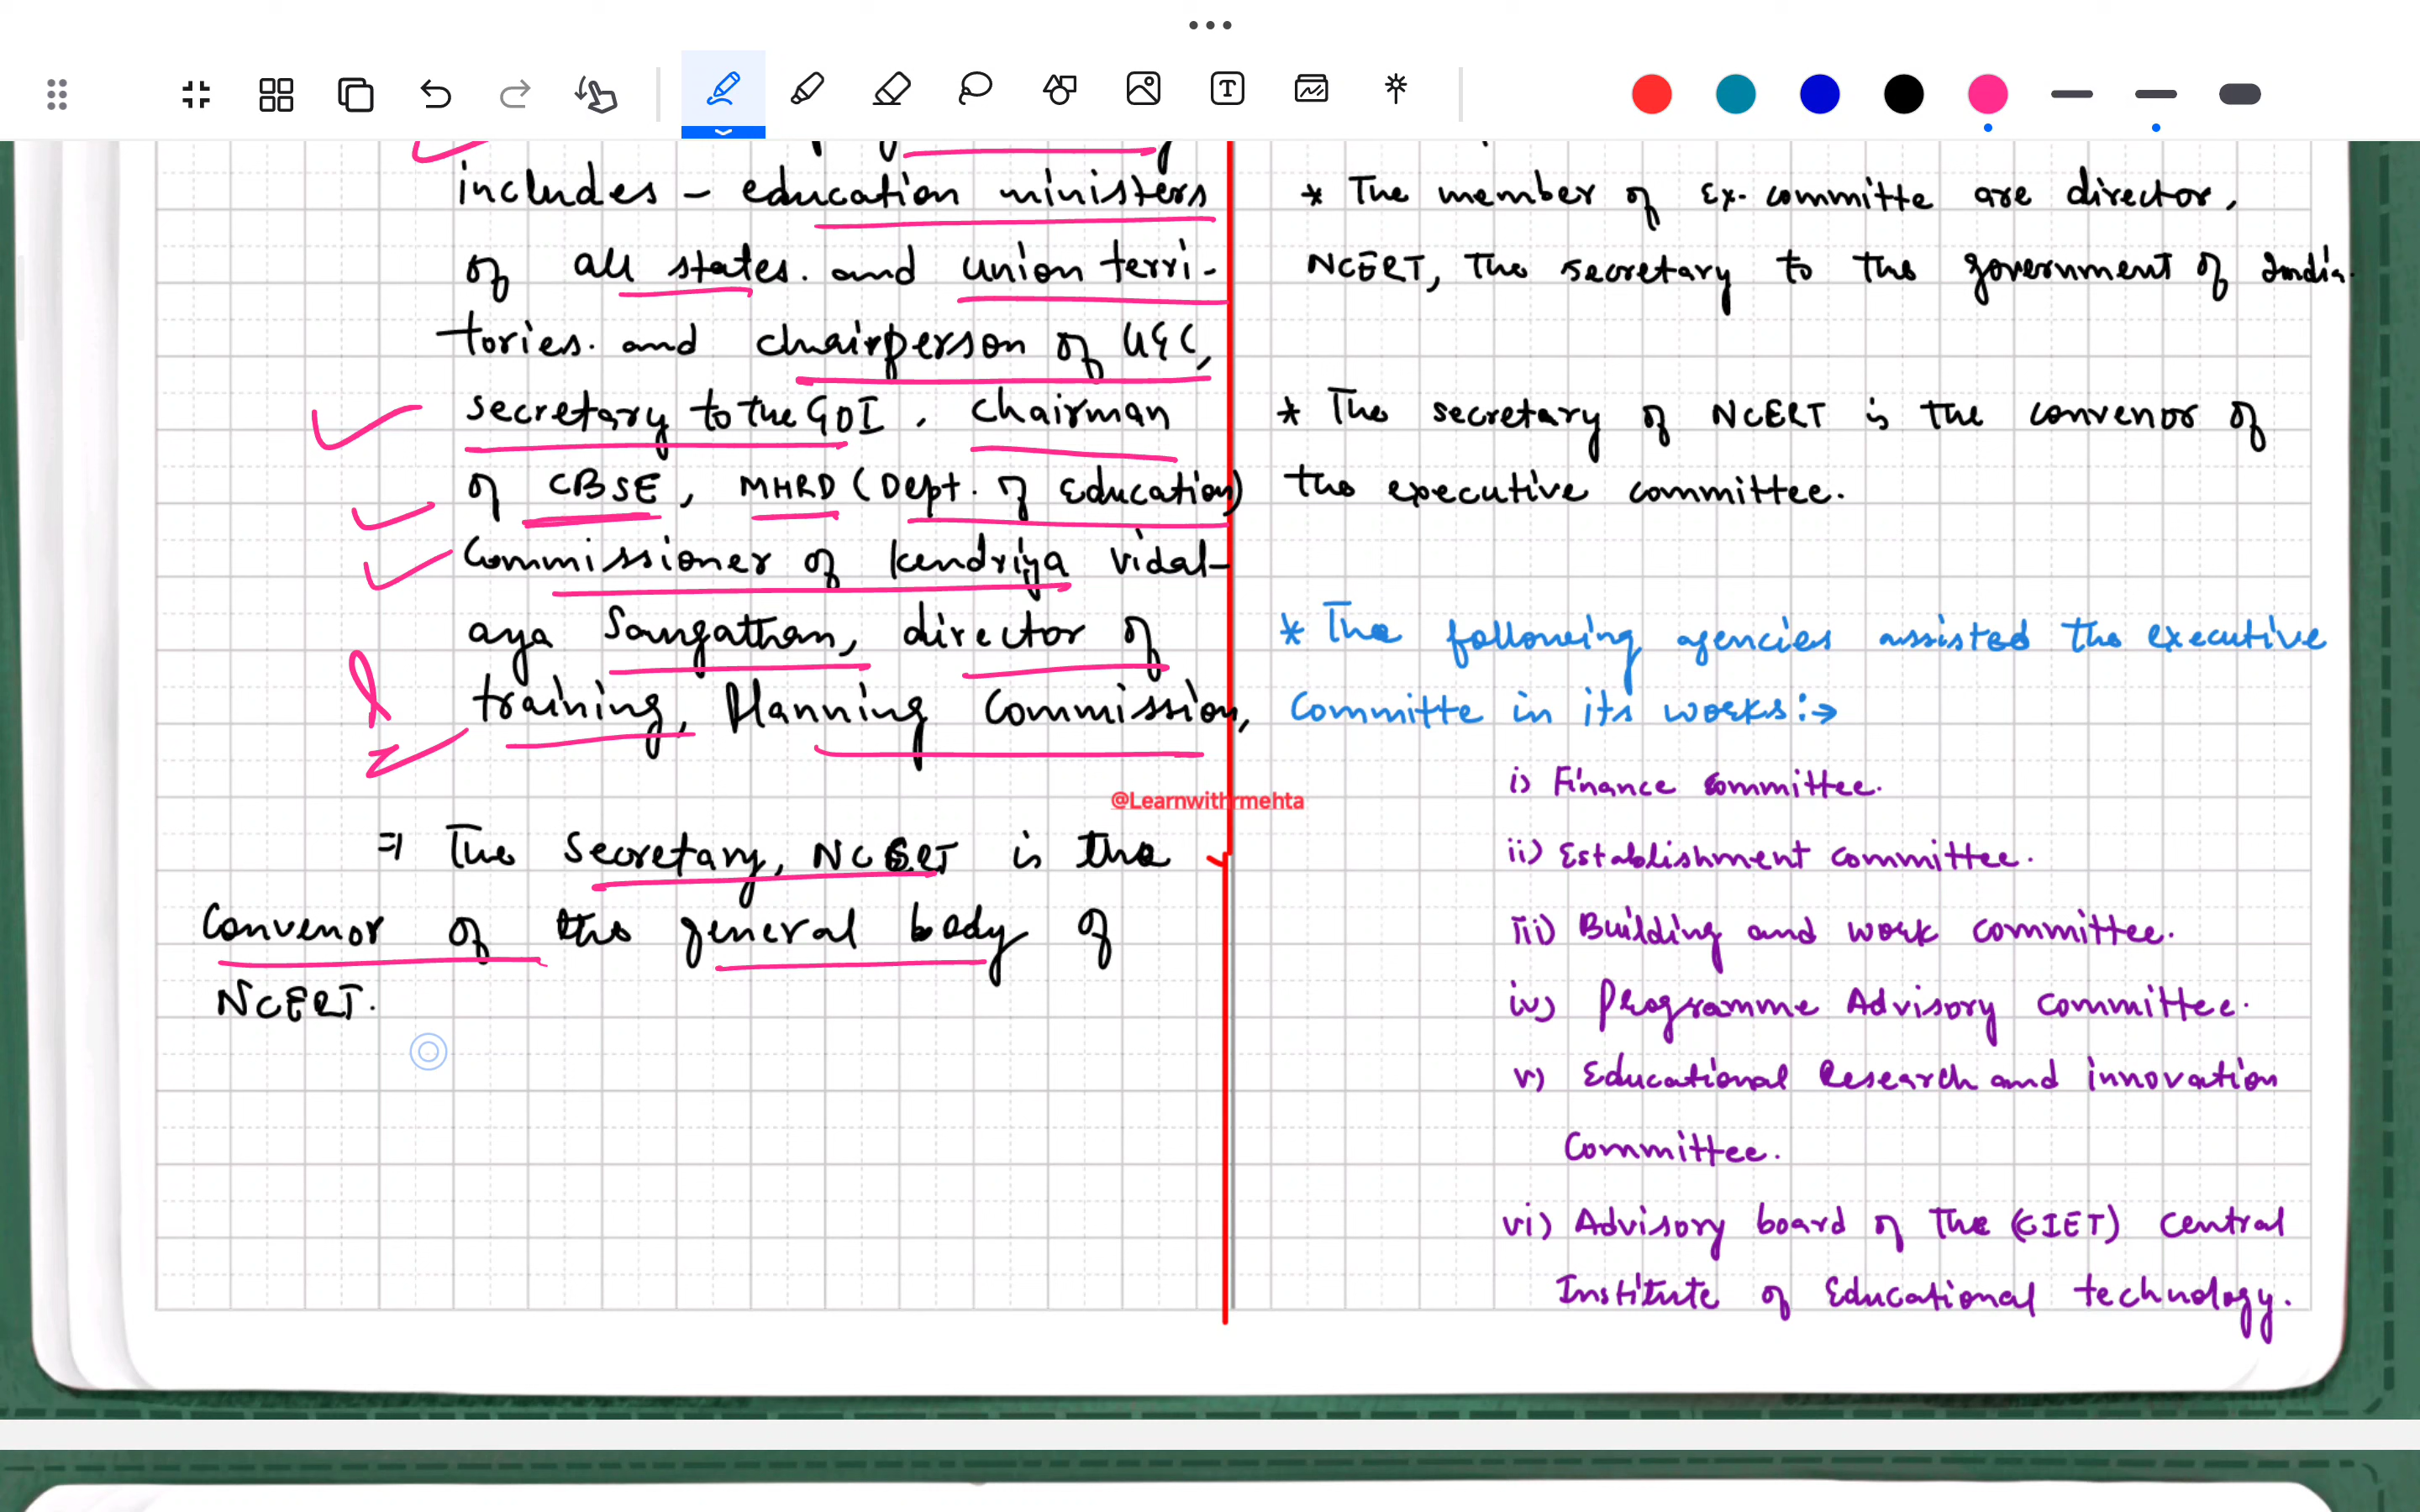 includes - education ministers
of all states. and union terri-
tories. and chairperson of UGC,
secretary to the GOI, chairman
of CBSE, MHRD (Dept. of Education)
Commissioner of kendriya vidal-
aya Sangathan, director of
training, Planning Commission,
⇒ The Secretary, NCERT is the
Convenor of the general body of
NCERT.
@Learnwithrmehta
* The member of Ex. committe are director,
NCERT, The secretary to the government of India.
* The secretary of NCERT is the convenor of
the executive committee.
* The following agencies assisted the executive
Committe in its works:→
i) Finance committee.
ii) Establishment committee.
iii) Building and work committee.
iv) Programme Advisory Committee.
v) Educational Research and innovation
Committee.
vi) Advisory board of the (CIET) Central
Institute of Educational technology.